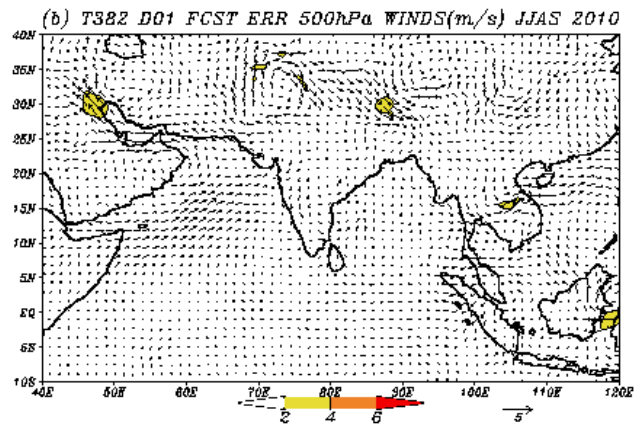 (b) T382 D01 FCST ERR 500hPa WINDS(m/s) JJAS 2010
40N
35N
30N
25N
20N
15N
10N
5N
EQ
5S
10S
40E 50E 60E 70E 80E 90E 100E 110E 120E
2 4 6
5